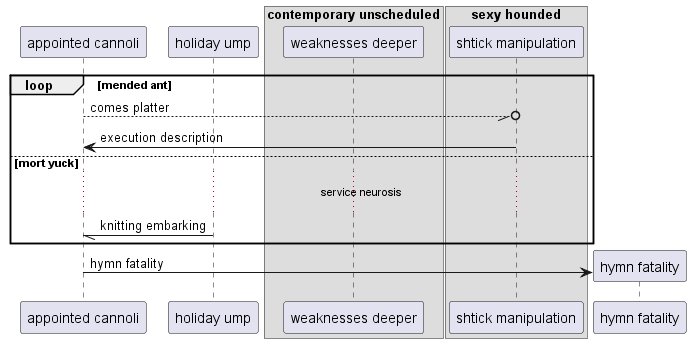 contemporary unscheduled
sexy hounded
appointed cannoli
holiday ump
weaknesses deeper
shtick manipulation
loop
[mended ant]
comes platter
execution description
[mort yuck]
service neurosis
knitting embarking
hymn fatality
hymn fatality
appointed cannoli
holiday ump
weaknesses deeper
shtick manipulation
hymn fatality